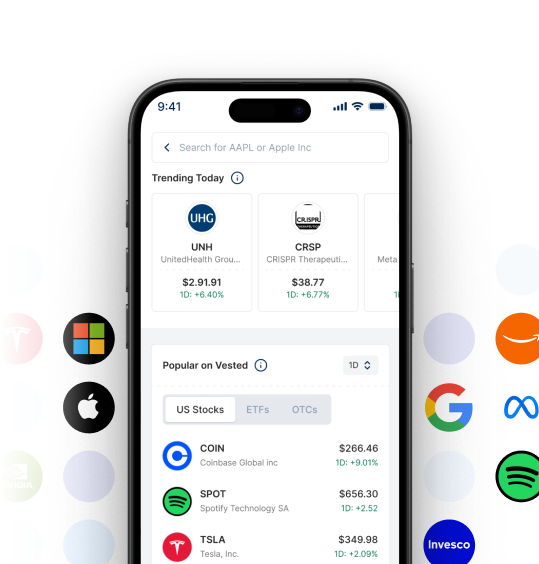 9:41
Search for AAPL or Apple Inc
Trending Today
UHG
CRISPR
THERAPEUTICS
UNH
CRSP
UnitedHealth Grou...
CRISPR Therapeuti...
Meta
$2.91.91
$38.77
1D: +6.40%
1D: +6.77%
Popular on Vested
1D
US Stocks
ETFs
OTCs
COIN
$266.46
Coinbase Global inc
1D: +9.01%
SPOT
$656.30
Spotify Technology SA
1D: +2.52
TSLA
$349.98
Tesla, Inc.
1D: +2.09%
NVIDIA
Invesco